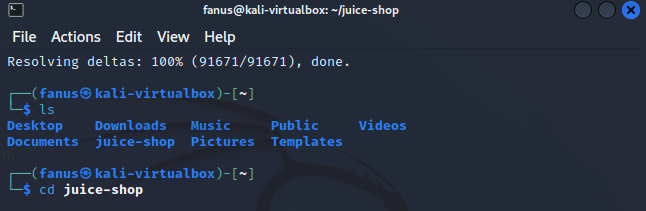 fanus@kali-virtualbox: ~/juice-shop
File Actions Edit View Help
Resolving deltas: 100% (91671/91671), done.
┌──(fanus㉿kali-virtualbox)-[~]
└─$ ls
Desktop Downloads Music Public Videos
Documents juice-shop Pictures Templates
┌──(fanus㉿kali-virtualbox)-[~]
└─$ cd juice-shop